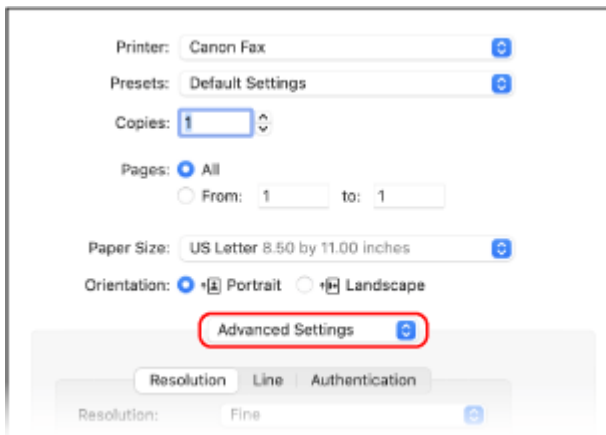 Printer: Canon Fax
Presets: Default Settings
Copies: 1
Pages: All
From: 1 to: 1
Paper Size: US Letter 8.50 by 11.00 inches
Orientation: Portrait Landscape
Advanced Settings
Resolution Line Authentication
Resolution: Fine